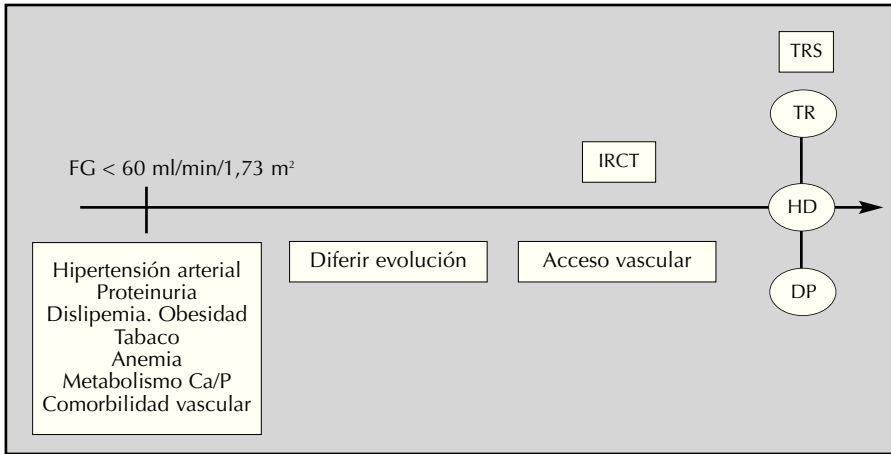 TRS
TR
IRCT
FG < 60 ml/min/1,73 m²
HD
Hipertensión arterial
Proteinuria
Dislipemia. Obesidad
Tabaco
Anemia
Metabolismo Ca/P
Comorbilidad vascular
Diferir evolución
Acceso vascular
DP